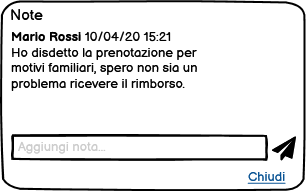 Note
Mario Rossi 10/04/20 15:21
Ho disdetto la prenotazione per
motivi familiari, spero non sia un
problema ricevere il rimborso.
Aggiungi nota...
Chiudi